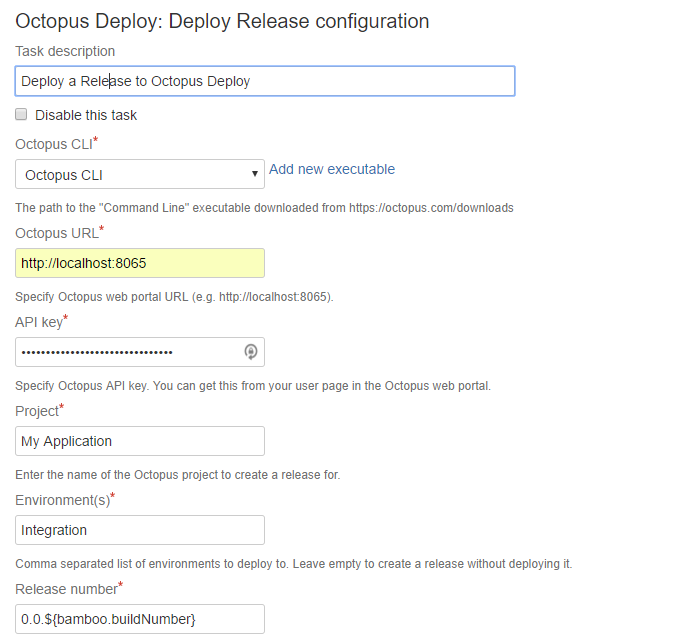 Octopus Deploy: Deploy Release configuration
Task description
Deploy a Release to Octopus Deploy
Disable this task
Octopus CLI*
Octopus CLI Add new executable
The path to the "Command Line" executable downloaded from https://octopus.com/downloads
Octopus URL*
http://localhost:8065
Specify Octopus web portal URL (e.g. http://localhost:8065).
API key*
•••••••••••••••••••••••••••••••
Specify Octopus API key. You can get this from your user page in the Octopus web portal.
Project*
My Application
Enter the name of the Octopus project to create a release for.
Environment(s)*
Integration
Comma separated list of environments to deploy to. Leave empty to create a release without deploying it.
Release number*
0.0.${bamboo.buildNumber}